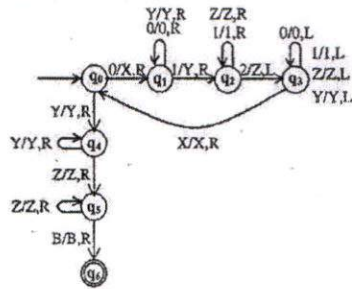 Y/Y,R
0/0,R
Z/Z,R
1/1,R
0/0,L
1/1,L
Z/Z,L
Y/Y,L
q₀
0/X,R
q₁
1/Y,R
q₂
2/Z,L
q₃
Y/Y,R
X/X,R
Y/Y,R
q₄
Z/Z,R
Z/Z,R
q₅
B/B,R
q₆